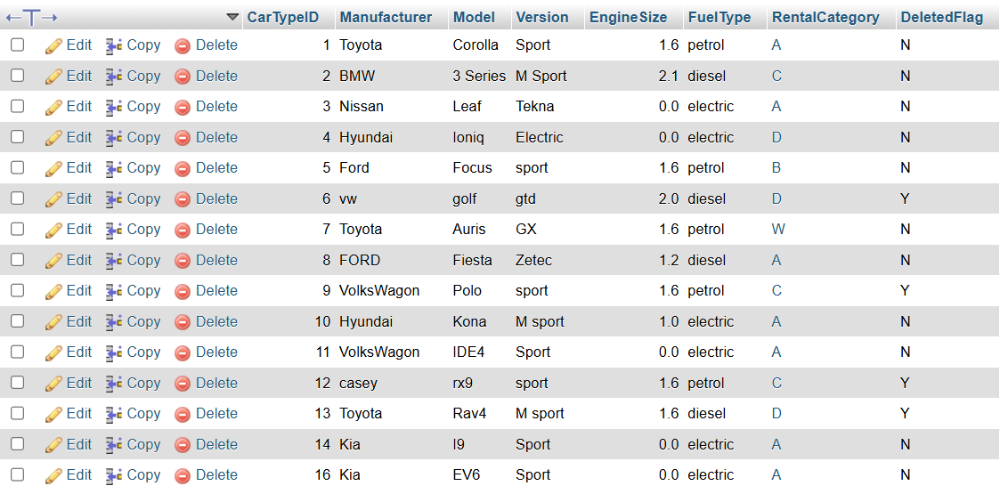 ←T→ CarTypeID Manufacturer Model Version EngineSize FuelType RentalCategory DeletedFlag
Edit Copy Delete 1 Toyota Corolla Sport 1.6 petrol A N
Edit Copy Delete 2 BMW 3 Series M Sport 2.1 diesel C N
Edit Copy Delete 3 Nissan Leaf Tekna 0.0 electric A N
Edit Copy Delete 4 Hyundai Ioniq Electric 0.0 electric D N
Edit Copy Delete 5 Ford Focus sport 1.6 petrol B N
Edit Copy Delete 6 vw golf gtd 2.0 diesel D Y
Edit Copy Delete 7 Toyota Auris GX 1.6 petrol W N
Edit Copy Delete 8 FORD Fiesta Zetec 1.2 diesel A N
Edit Copy Delete 9 VolksWagon Polo sport 1.6 petrol C Y
Edit Copy Delete 10 Hyundai Kona M sport 1.0 electric A N
Edit Copy Delete 11 VolksWagon IDE4 Sport 0.0 electric A N
Edit Copy Delete 12 casey rx9 sport 1.6 petrol C Y
Edit Copy Delete 13 Toyota Rav4 M sport 1.6 diesel D Y
Edit Copy Delete 14 Kia I9 Sport 0.0 electric A N
Edit Copy Delete 16 Kia EV6 Sport 0.0 electric A N